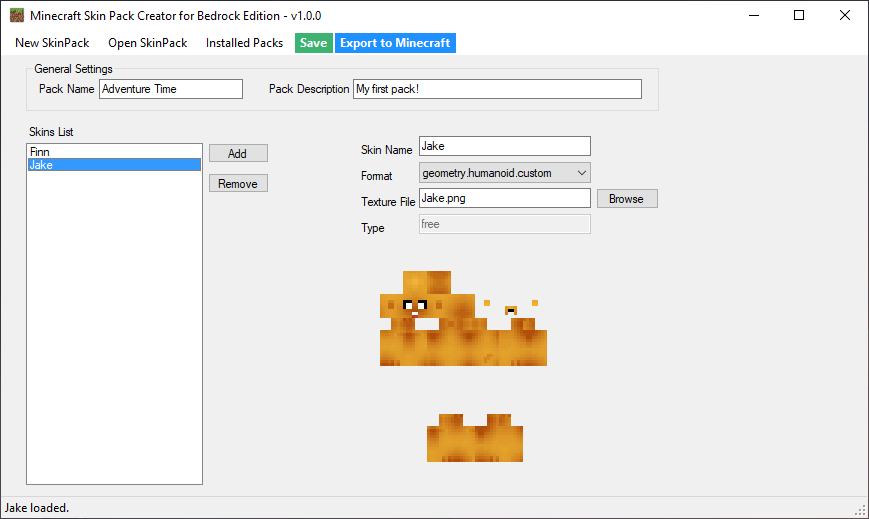 Minecraft Skin Pack Creator for Bedrock Edition - v1.0.0
New SkinPack Open SkinPack Installed Packs Save Export to Minecraft
General Settings
Pack Name Adventure Time Pack Description My first pack!
Skins List
Finn
Jake
Add
Remove
Skin Name Jake
Format geometry.humanoid.custom
Texture File Jake.png Browse
Type free
Jake loaded.